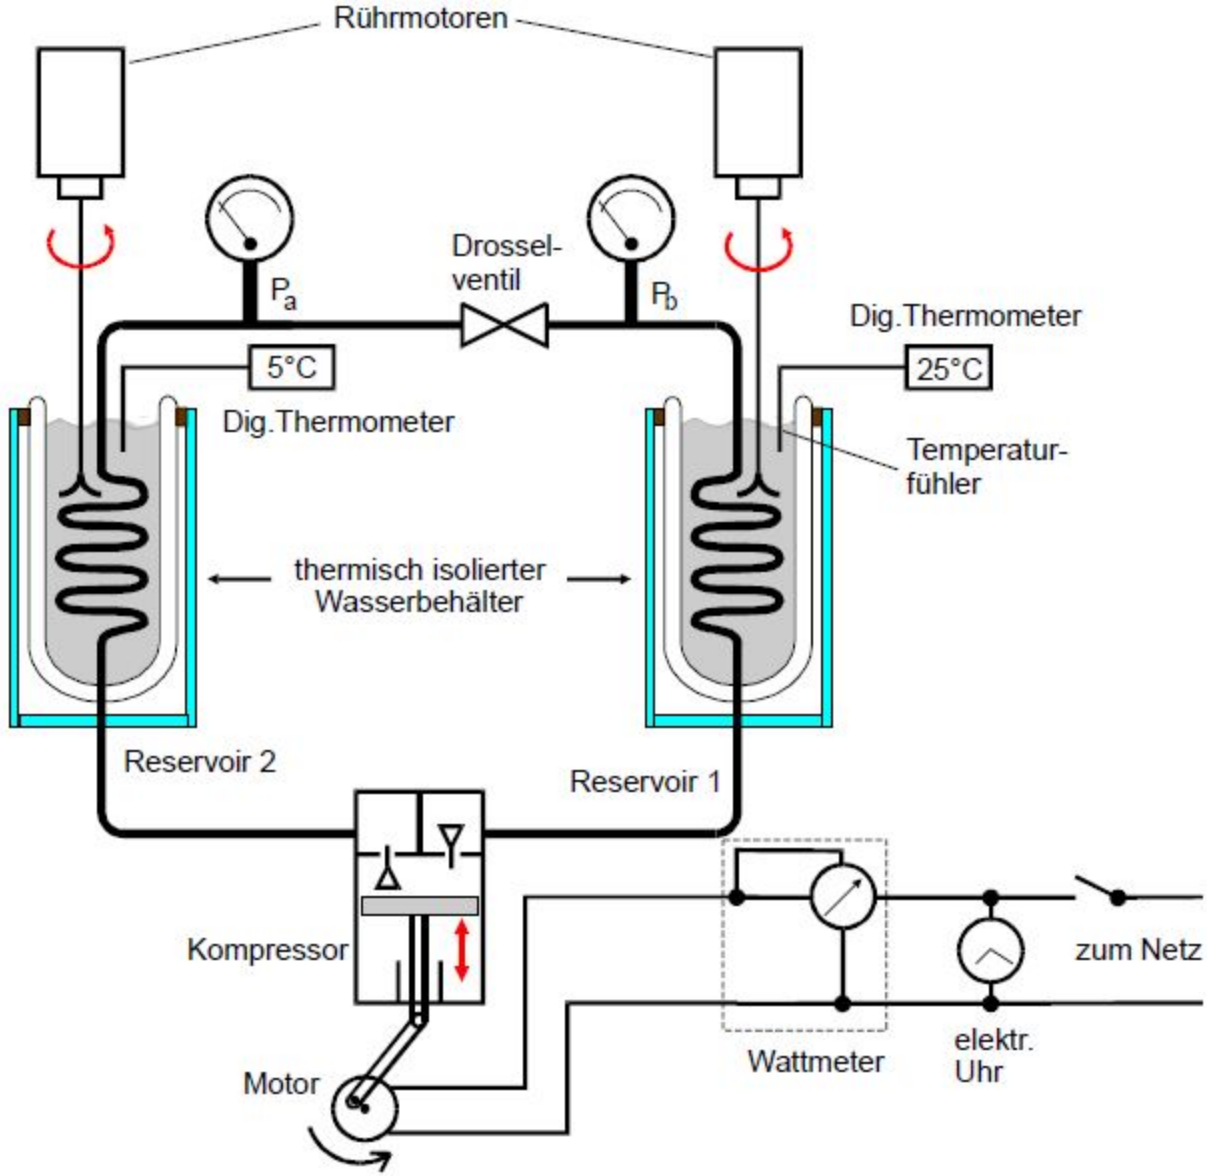 Rührmotoren
Drossel-
ventil
Pa
Pb
Dig.Thermometer
5°C
25°C
Dig.Thermometer
Temperatur-
fühler
thermisch isolierter
Wasserbehälter
Reservoir 2
Reservoir 1
Kompressor
zum Netz
elektr.
Uhr
Wattmeter
Motor